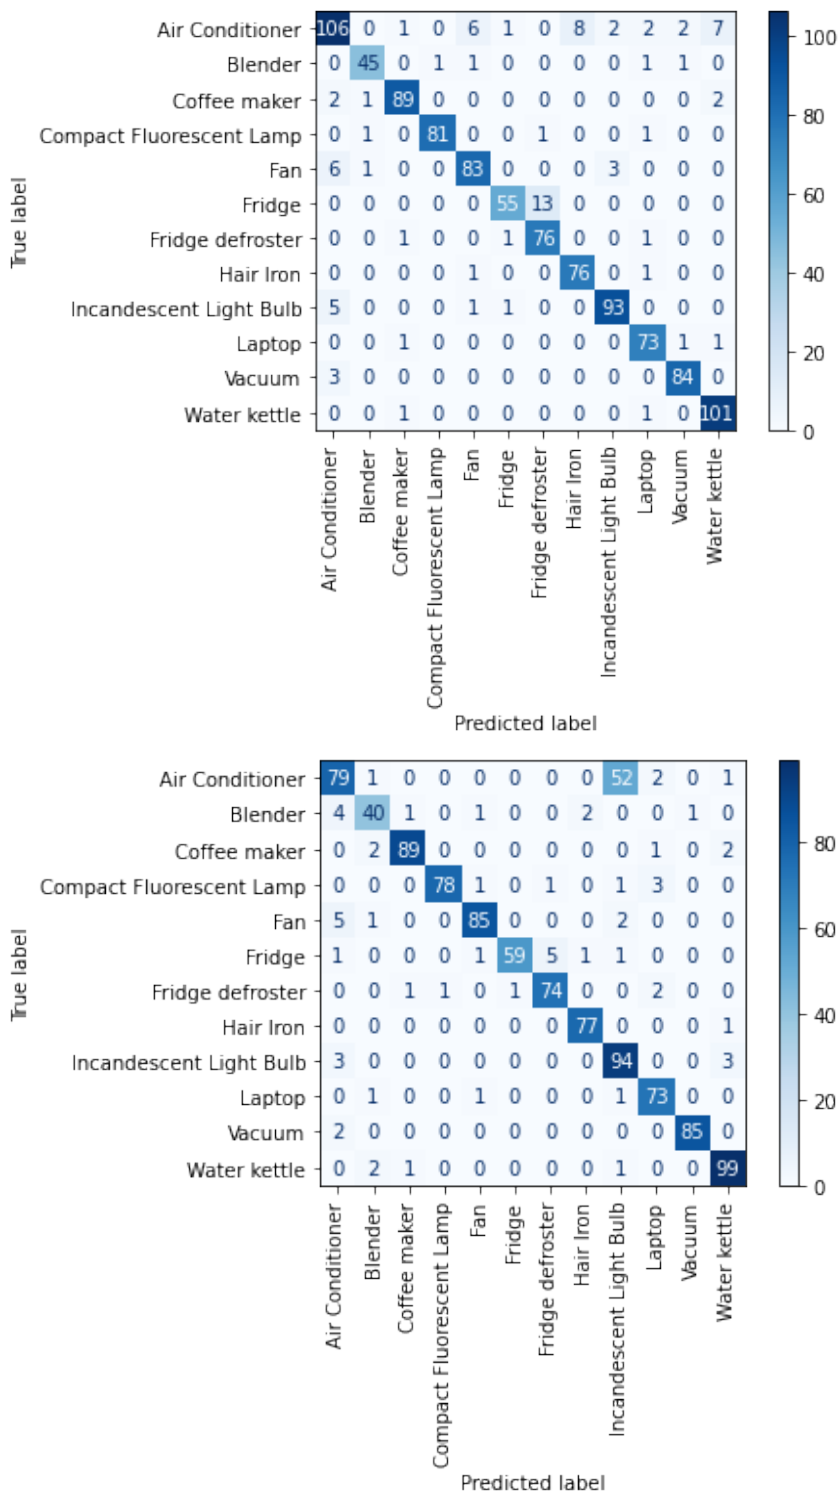 Air Conditioner 106 0 1 0 6 1 0 8 2 2 2 7
Blender 0 45 0 1 1 0 0 0 0 1 1 0
Coffee maker 2 1 89 0 0 0 0 0 0 0 0 2
Compact Fluorescent Lamp 0 1 0 81 0 0 1 0 0 1 0 0
Fan 6 1 0 0 83 0 0 0 3 0 0 0
Fridge 0 0 0 0 0 55 13 0 0 0 0 0
Fridge defroster 0 0 1 0 0 1 76 0 0 1 0 0
Hair Iron 0 0 0 0 1 0 0 76 0 1 0 0
Incandescent Light Bulb 5 0 0 0 1 1 0 0 93 0 0 0
Laptop 0 0 1 0 0 0 0 0 0 73 1 1
Vacuum 3 0 0 0 0 0 0 0 0 0 84 0
Water kettle 0 0 1 0 0 0 0 0 0 1 0 101
True label
100
80
60
40
20
0
Air Conditioner
Blender
Coffee maker
Compact Fluorescent Lamp
Fan
Fridge
Fridge defroster
Hair Iron
Incandescent Light Bulb
Laptop
Vacuum
Water kettle
Predicted label
Air Conditioner 79 1 0 0 0 0 0 0 52 2 0 1
Blender 4 40 1 0 1 0 0 2 0 0 1 0
Coffee maker 0 2 89 0 0 0 0 0 0 1 0 2
Compact Fluorescent Lamp 0 0 0 78 1 0 1 0 1 3 0 0
Fan 5 1 0 0 85 0 0 0 2 0 0 0
Fridge 1 0 0 0 1 59 5 1 1 0 0 0
Fridge defroster 0 0 1 1 0 1 74 0 0 2 0 0
Hair Iron 0 0 0 0 0 0 0 77 0 0 0 1
Incandescent Light Bulb 3 0 0 0 0 0 0 0 94 0 0 3
Laptop 0 1 0 0 1 0 0 0 1 73 0 0
Vacuum 2 0 0 0 0 0 0 0 0 0 85 0
Water kettle 0 2 1 0 0 0 0 0 1 0 0 99
True label
80
60
40
20
0
Air Conditioner
Blender
Coffee maker
Compact Fluorescent Lamp
Fan
Fridge
Fridge defroster
Hair Iron
Incandescent Light Bulb
Laptop
Vacuum
Water kettle
Predicted label